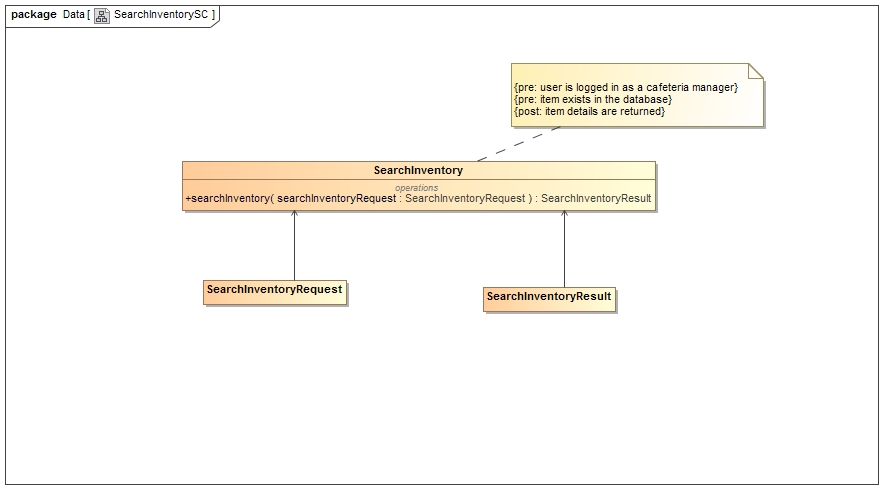 package Data [ SearchInventorySC ]
{pre: user is logged in as a cafeteria manager}
{pre: item exists in the database}
{post: item details are returned}
SearchInventory
operations
+searchInventory( searchInventoryRequest : SearchInventoryRequest ) : SearchInventoryResult
SearchInventoryRequest
SearchInventoryResult